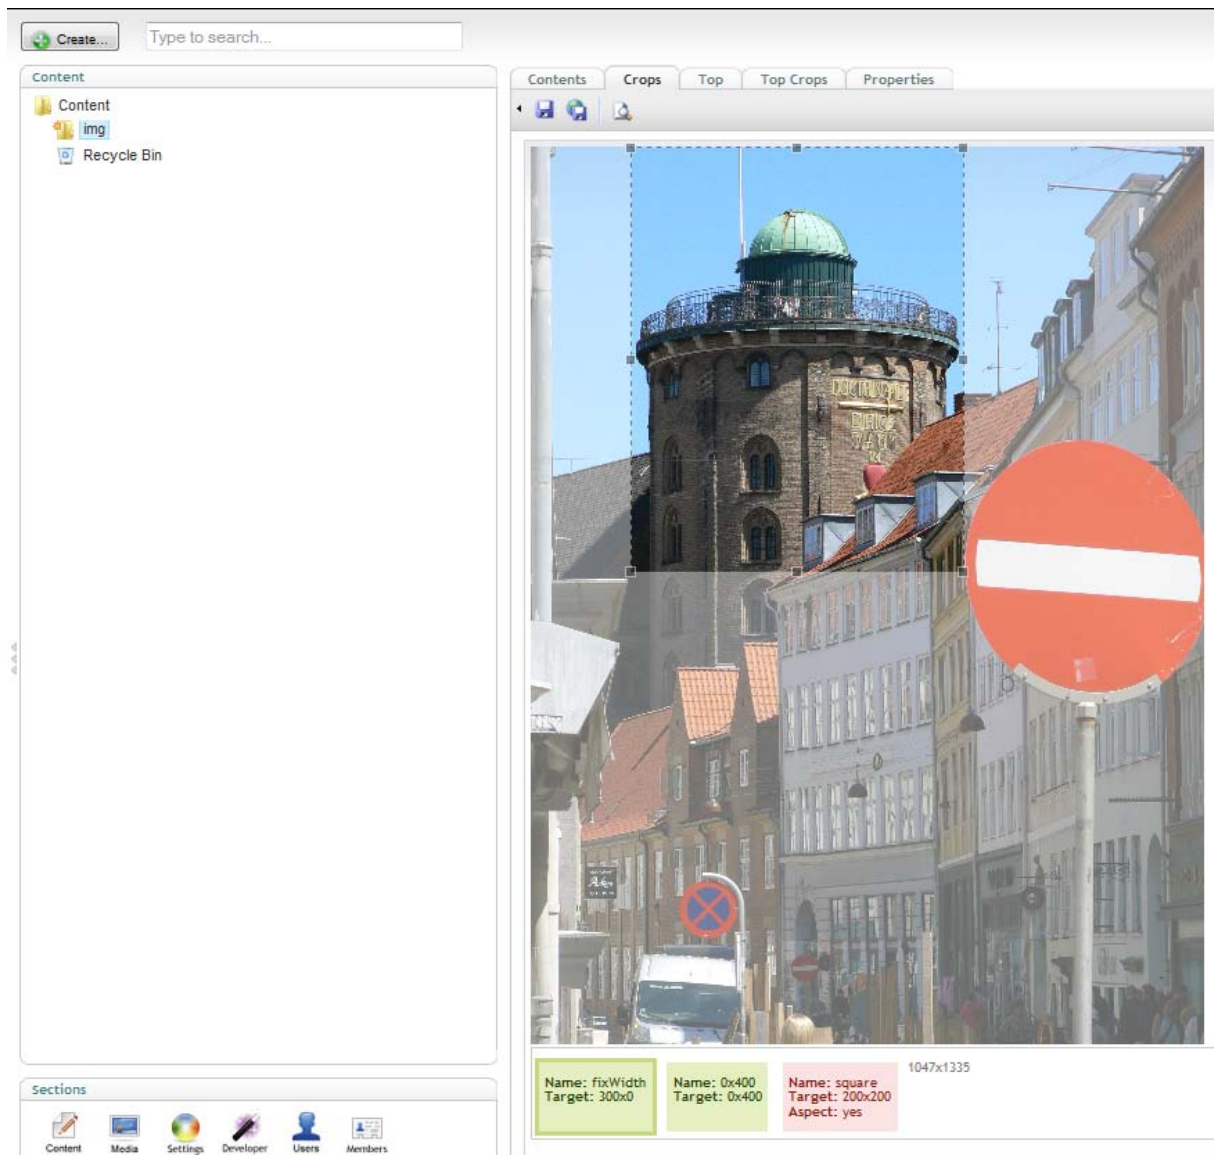 Create...
Type to search...
Content
Content
img
Recycle Bin
Contents
Crops
Top
Top Crops
Properties
Name: fixWidth
Target: 300x0
Name: 0x400
Target: 0x400
Name: square
Target: 200x200
Aspect: yes
1047x1335
Sections
Content
Media
Settings
Developer
Users
Members